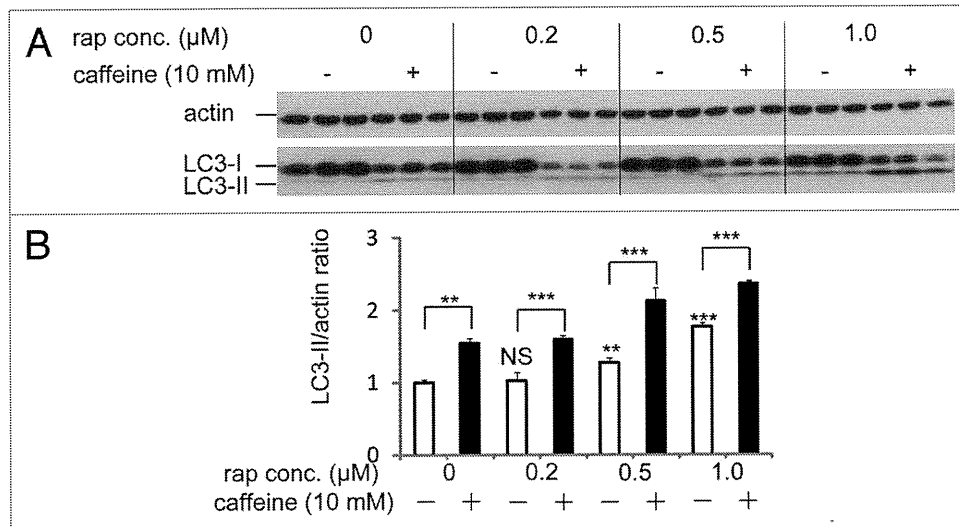 A
rap conc. (µM) 0 0.2 0.5 1.0
caffeine (10 mM) - + - + - + - +
actin
LC3-I
LC3-II
B
LC3-II/actin ratio
3
2
1
0
** *** *** ***
NS ** ***
rap conc. (µM) 0 0.2 0.5 1.0
caffeine (10 mM) − + − + − + − +